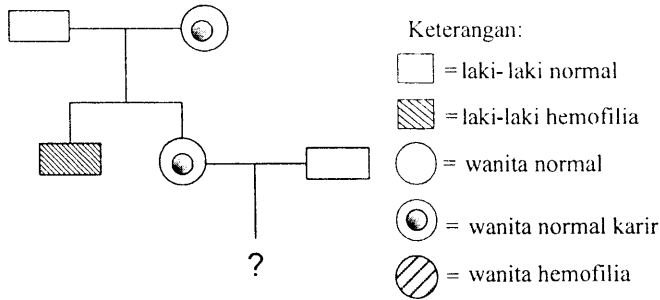 Keterangan:
= laki-laki normal
= laki-laki hemofilia
= wanita normal
= wanita normal karir
= wanita hemofilia
?